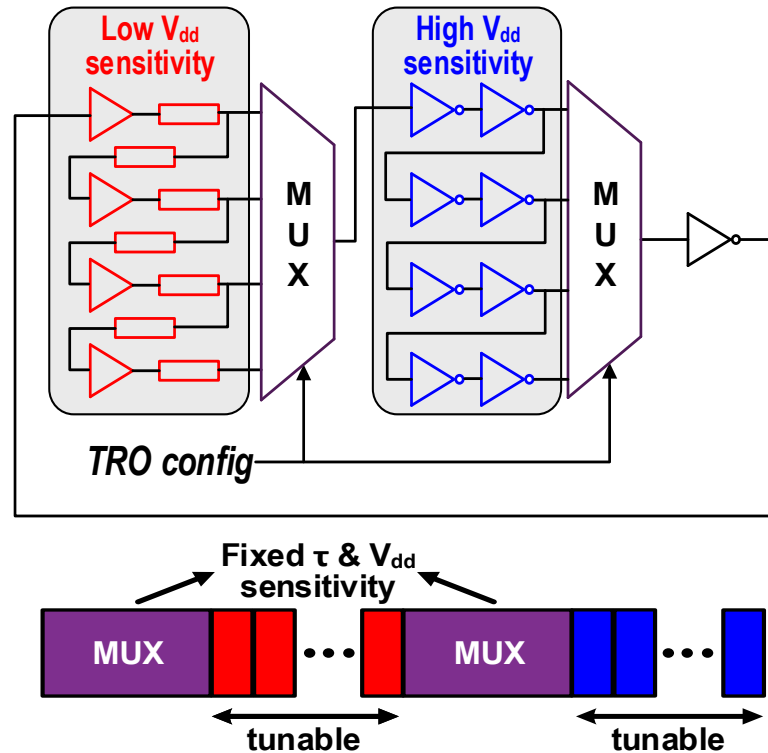 Low Vdd
sensitivity
High Vdd
sensitivity
M
U
X
M
U
X
TRO config
Fixed τ & Vdd
sensitivity
MUX
MUX
tunable
tunable